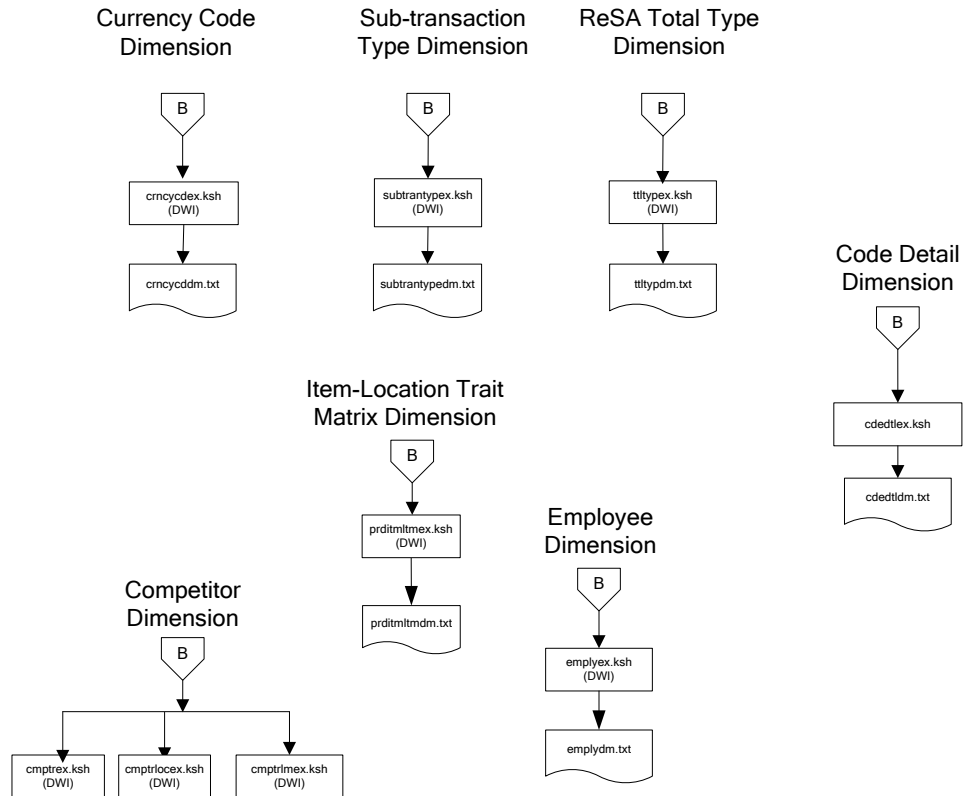 Currency Code
Dimension
B
crncycdex.ksh
(DWI)
crncycddm.txt
Sub-transaction
Type Dimension
B
subtrantypex.ksh
(DWI)
subtrantypedm.txt
ReSA Total Type
Dimension
B
ttltypex.ksh
(DWI)
ttltypdm.txt
Code Detail
Dimension
B
cdedtlex.ksh
cdedtldm.txt
Item-Location Trait
Matrix Dimension
B
prditmltmex.ksh
(DWI)
prditmltmdm.txt
Employee
Dimension
B
emplyex.ksh
(DWI)
emplydm.txt
Competitor
Dimension
B
cmptrex.ksh
(DWI)
cmptrlocex.ksh
(DWI)
cmptrlmex.ksh
(DWI)